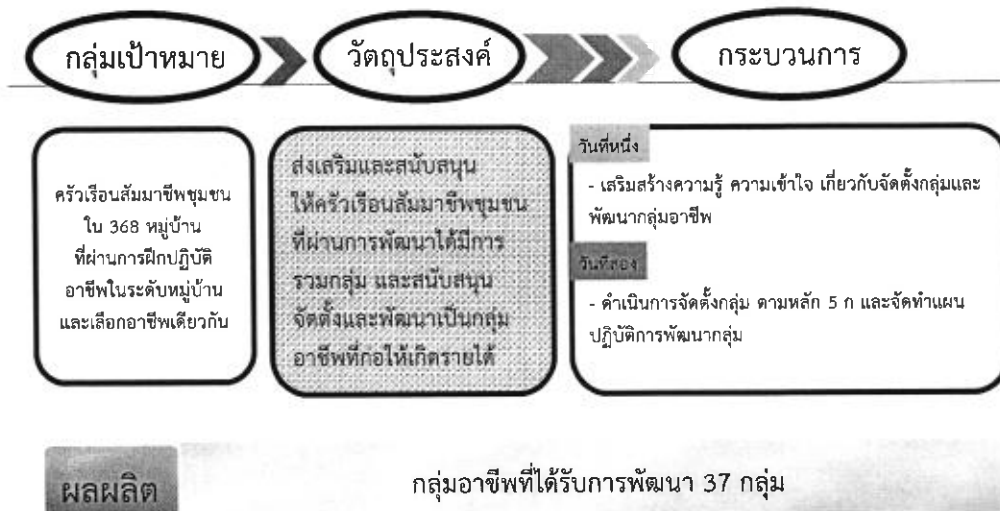 กลุ่มเป้าหมาย
วัตถุประสงค์
กระบวนการ
ครัวเรือนสัมมาชีพชุมชน
ใน 368 หมู่บ้าน
ที่ผ่านการฝึกปฏิบัติ
อาชีพในระดับหมู่บ้าน
และเลือกอาชีพเดียวกัน
ส่งเสริมและสนับสนุน
ให้ครัวเรือนสัมมาชีพชุมชน
ที่ผ่านการพัฒนาได้มีการ
รวมกลุ่ม และสนับสนุน
จัดตั้งและพัฒนาเป็นกลุ่ม
อาชีพที่ก่อให้เกิดรายได้
วันที่หนึ่ง
- เสริมสร้างความรู้ ความเข้าใจ เกี่ยวกับจัดตั้งกลุ่มและ
พัฒนากลุ่มอาชีพ
วันที่สอง
- ดำเนินการจัดตั้งกลุ่ม ตามหลัก 5 ก และจัดทำแผน
ปฏิบัติการพัฒนากลุ่ม
ผลผลิต
กลุ่มอาชีพที่ได้รับการพัฒนา 37 กลุ่ม